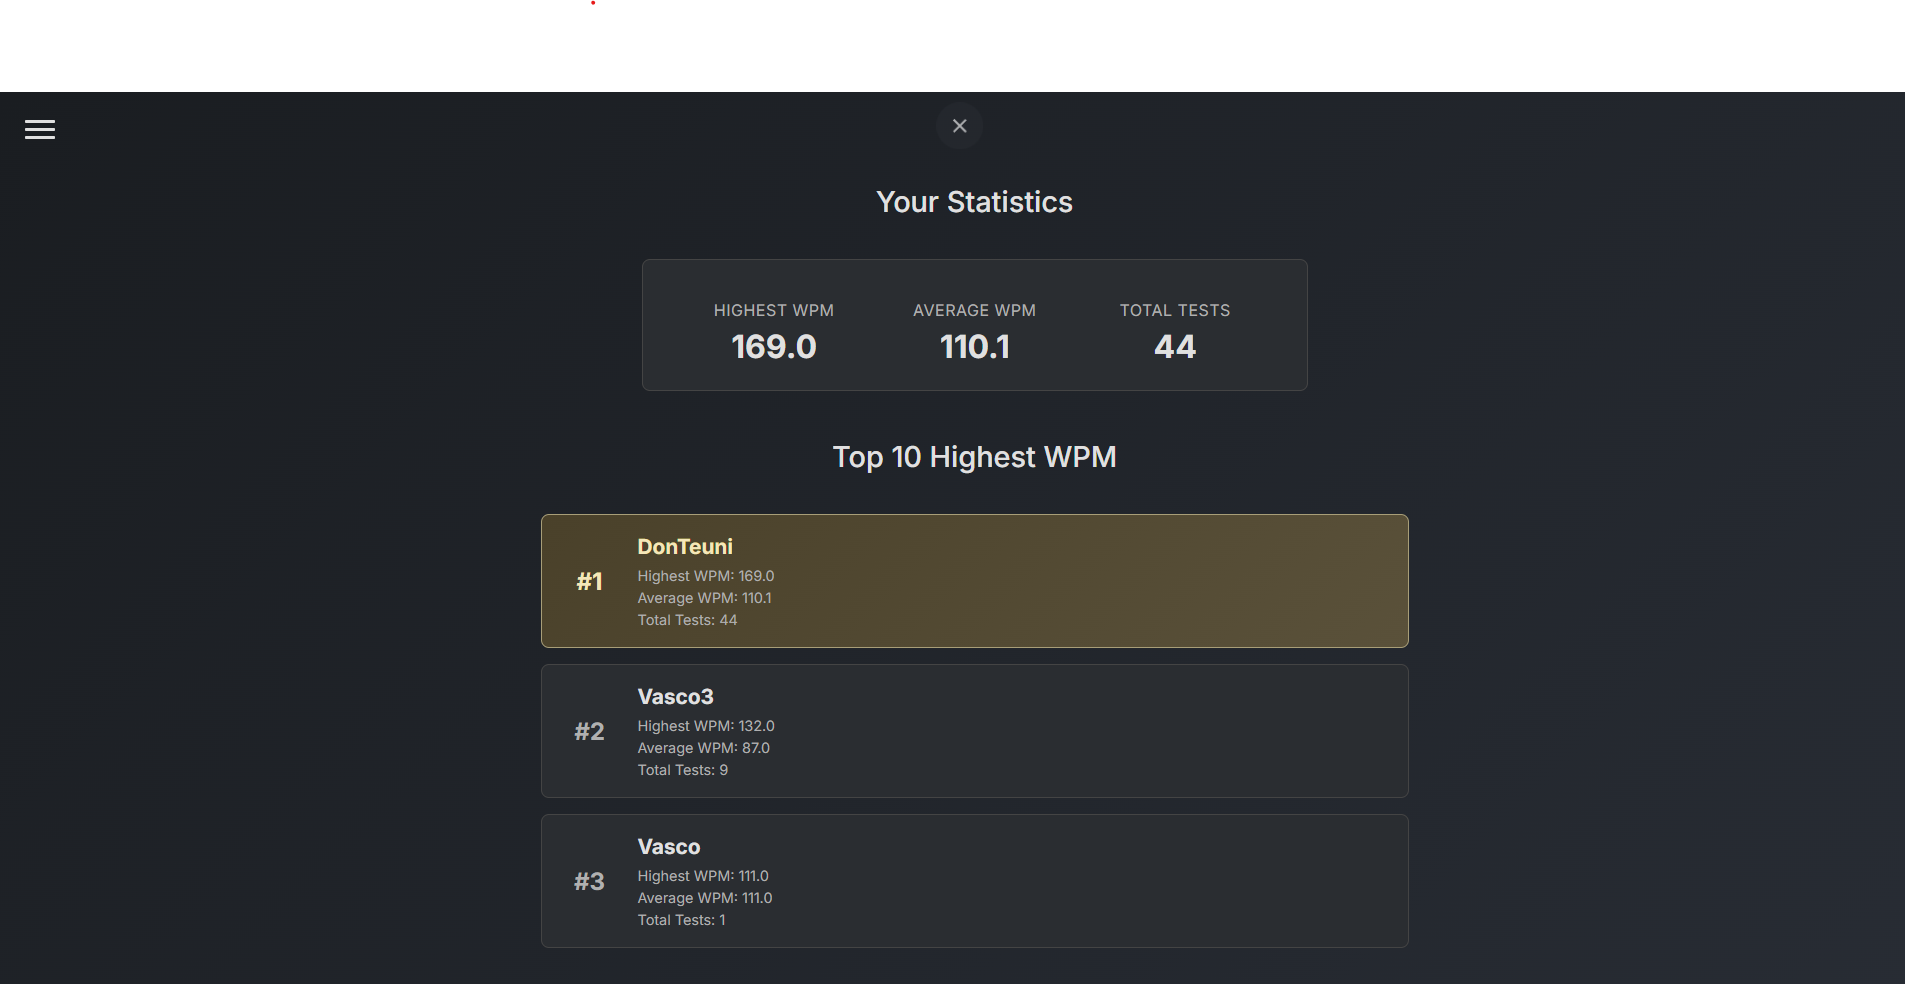 Your Statistics
HIGHEST WPM
169.0
AVERAGE WPM
110.1
TOTAL TESTS
44
Top 10 Highest WPM
#1
DonTeuni
Highest WPM: 169.0
Average WPM: 110.1
Total Tests: 44
#2
Vasco3
Highest WPM: 132.0
Average WPM: 87.0
Total Tests: 9
#3
Vasco
Highest WPM: 111.0
Average WPM: 111.0
Total Tests: 1